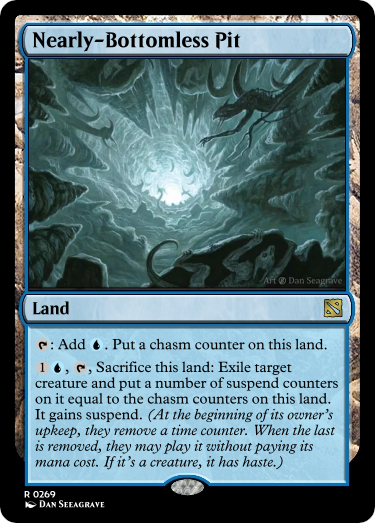 Nearly-Bottomless Pit
Art Dan Seagrave
Land
: Add . Put a chasm counter on this land.
1 , , Sacrifice this land: Exile target
creature and put a number of suspend counters
on it equal to the chasm counters on this land.
It gains suspend. (At the beginning of its owner's
upkeep, they remove a time counter. When the last
is removed, they may play it without paying its
mana cost. If it's a creature, it has haste.)
R 0269
Dan Seeagrave